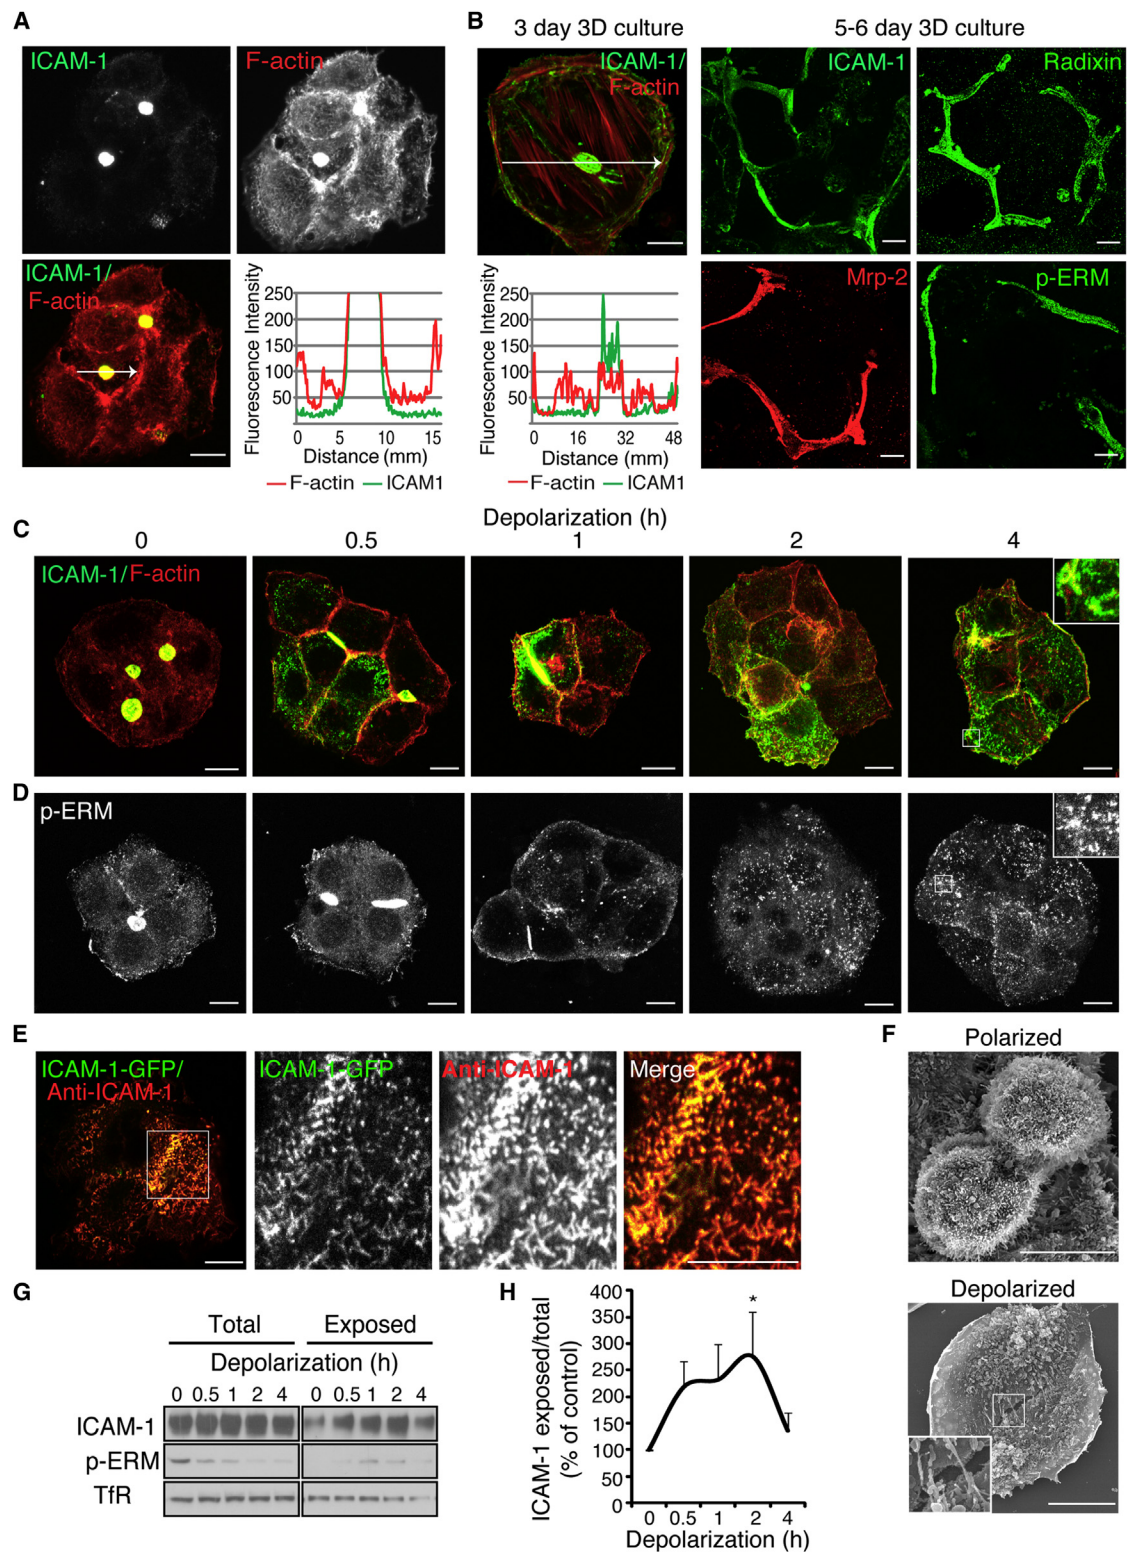 A
ICAM-1
F-actin
ICAM-1/
F-actin
Fluorescence Intensity
250
200
150
100
50
0 5 10 15
Distance (mm)
F-actin ICAM1
B
3 day 3D culture
5-6 day 3D culture
ICAM-1/
F-actin
ICAM-1
Radixin
Fluorescence Intensity
250
200
150
100
50
0 16 32 48
Distance (mm)
F-actin ICAM1
Mrp-2
p-ERM
C
Depolarization (h)
0 0.5 1 2 4
ICAM-1/F-actin
D
p-ERM
E
ICAM-1-GFP/
Anti-ICAM-1
ICAM-1-GFP
Anti-ICAM-1
Merge
F
Polarized
Depolarized
G
Total Exposed
Depolarization (h)
0 0.5 1 2 4 0 0.5 1 2 4
ICAM-1
p-ERM
TfR
H
ICAM-1 exposed/total
(% of control)
400
350
300
250
200
150
100
50
0
*
0 0.5 1 2 4
Depolarization (h)